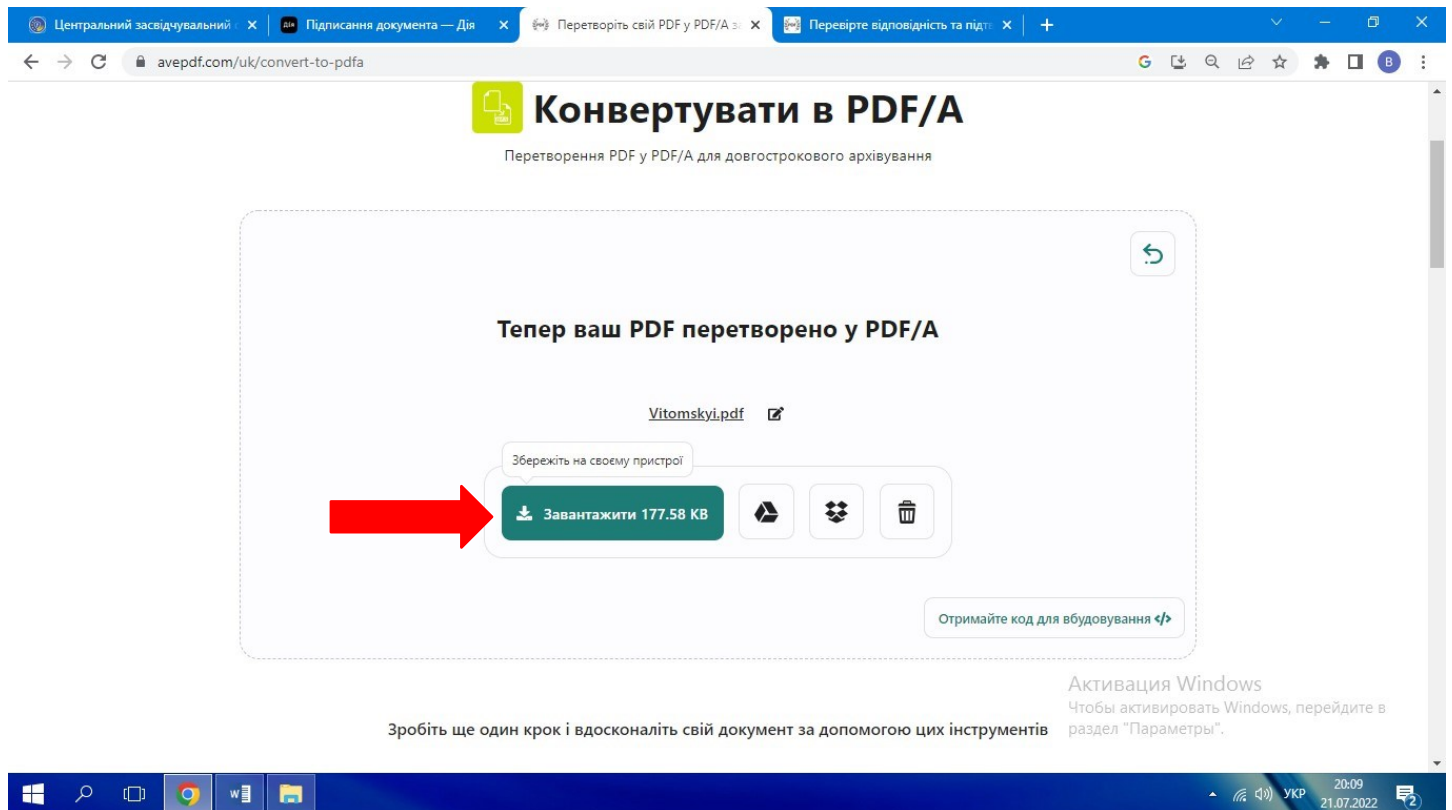 Центральний засвідчувальний
Підписання документа — Дія
Перетворіть свій PDF у PDF/A
Перевірте відповідність та
avepdf.com/uk/convert-to-pdfa
B
Конвертувати в PDF/A
Перетворення PDF у PDF/A для довгострокового архівування
Тепер ваш PDF перетворено у PDF/A
Vitomskyi.pdf
Збережіть на своєму пристрої
Завантажити 177.58 KB
Отримайте код для вбудовування </>
Активация Windows
Чтобы активировать Windows, перейдите в
раздел "Параметры".
Зробіть ще один крок і вдосконаліть свій документ за допомогою цих інструментів
УКР
20:09
21.07.2022
2